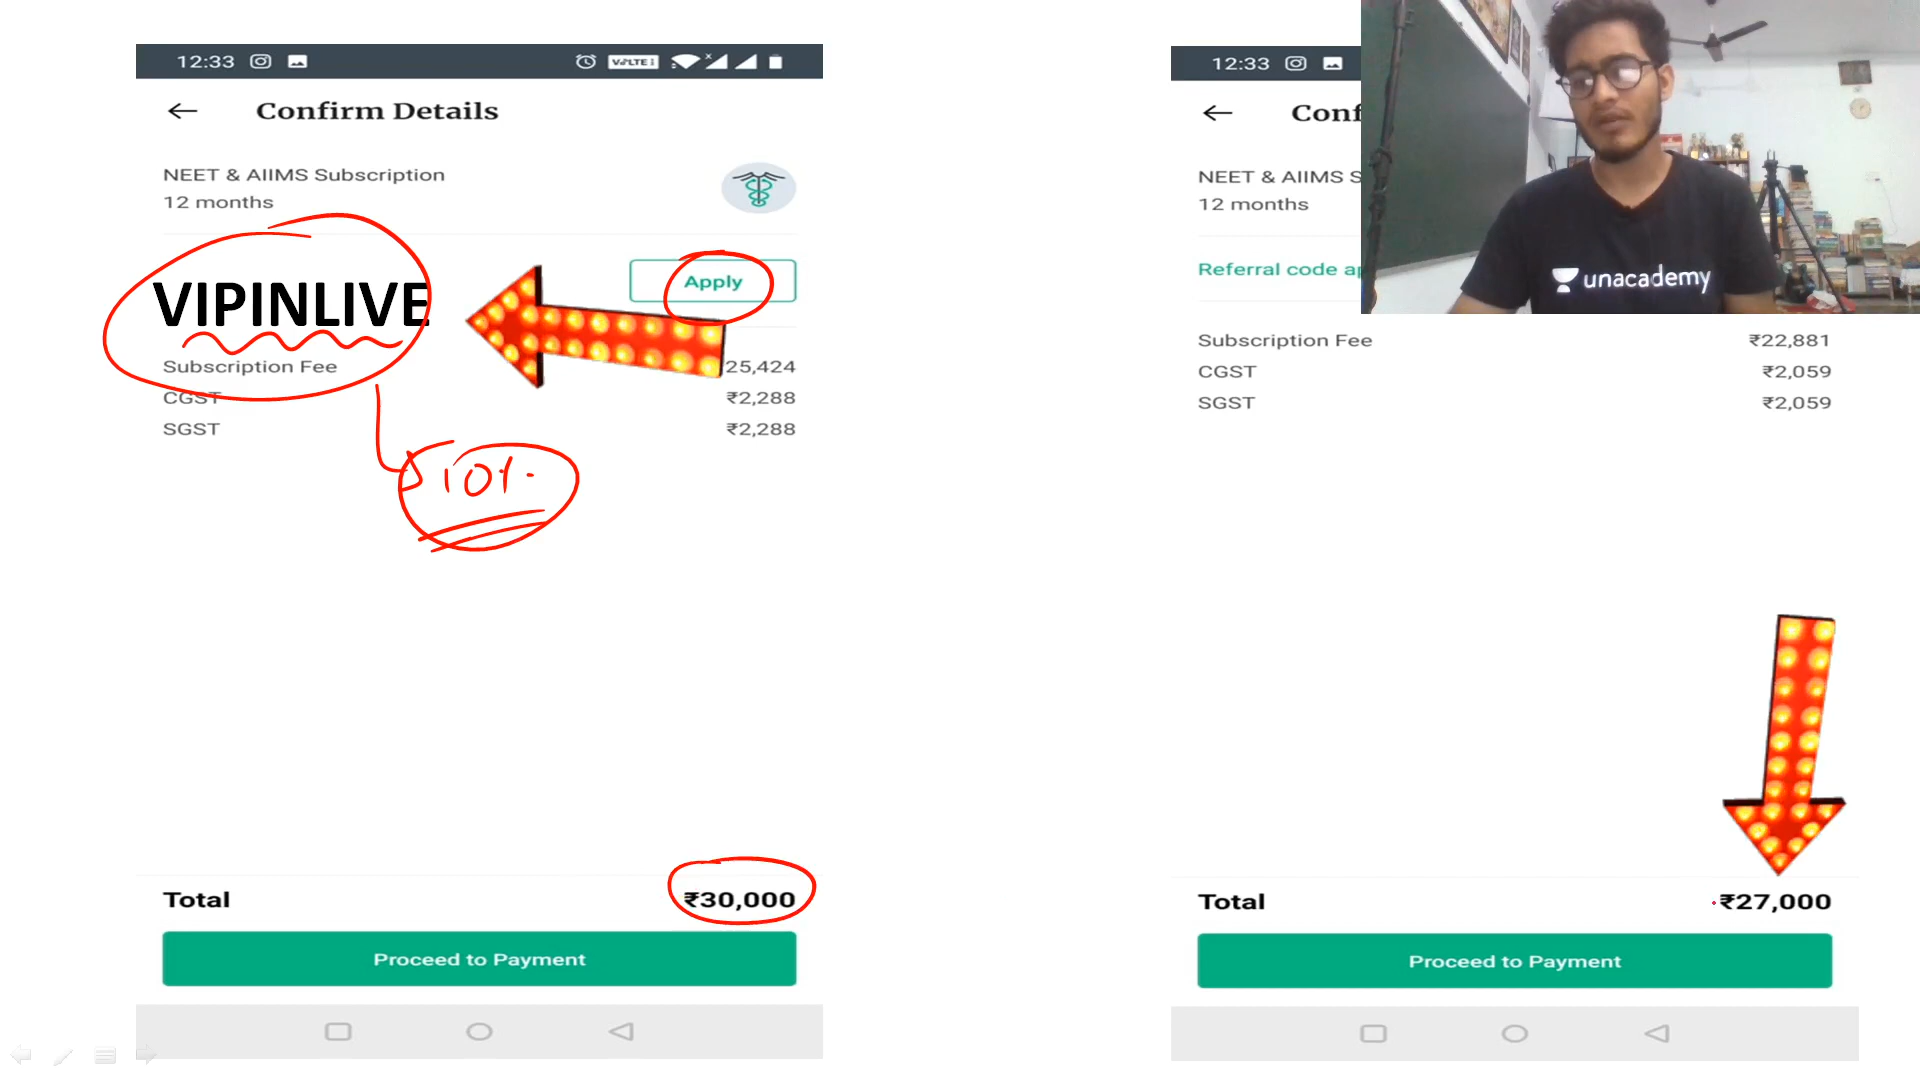 12:33
VoLTE
Confirm Details
NEET & AIIMS Subscription
12 months
VIPINLIVE
Apply
Subscription Fee 25,424
CGST ₹2,288
SGST ₹2,288
10%
Total ₹30,000
Proceed to Payment
12:33
Conf
NEET & AIIMS S
12 months
Referral code ap
unacademy
Subscription Fee ₹22,881
CGST ₹2,059
SGST ₹2,059
Total ₹27,000
Proceed to Payment